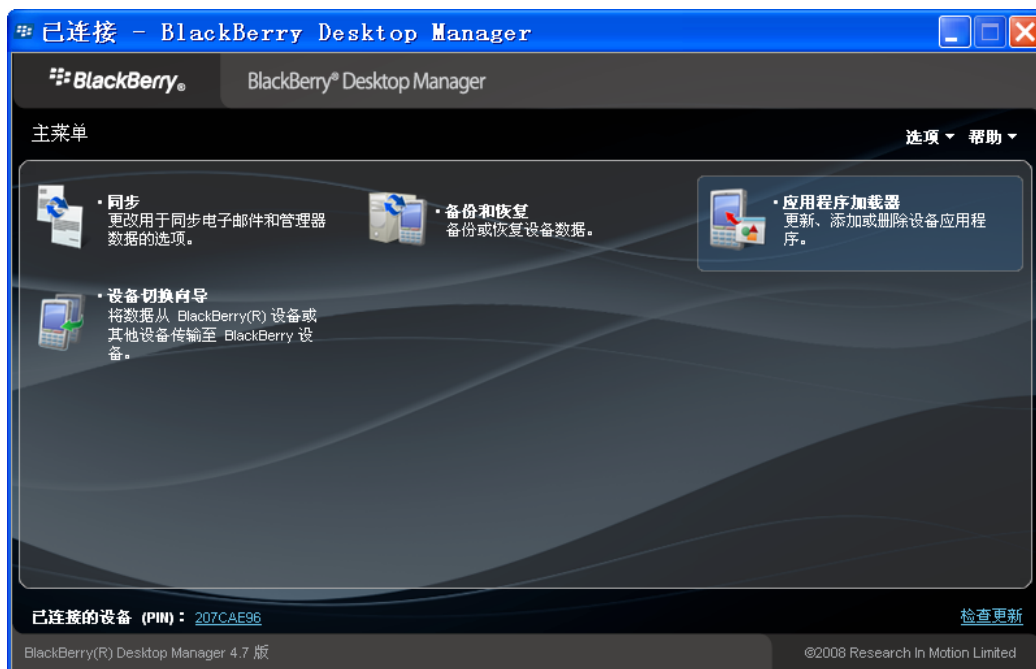 已连接 - BlackBerry Desktop Manager
BlackBerry®
BlackBerry® Desktop Manager
主菜单
选项 帮助
·同步
更改用于同步电子邮件和管理器
数据的选项。
·备份和恢复
备份或恢复设备数据。
·应用程序加载器
更新、添加或删除设备应用程
序。
·设备切换向导
将数据从 BlackBerry(R) 设备或
其他设备传输至 BlackBerry 设
备。
已连接的设备 (PIN)： 207CAE96
检查更新
BlackBerry(R) Desktop Manager 4.7 版
©2008 Research In Motion Limited